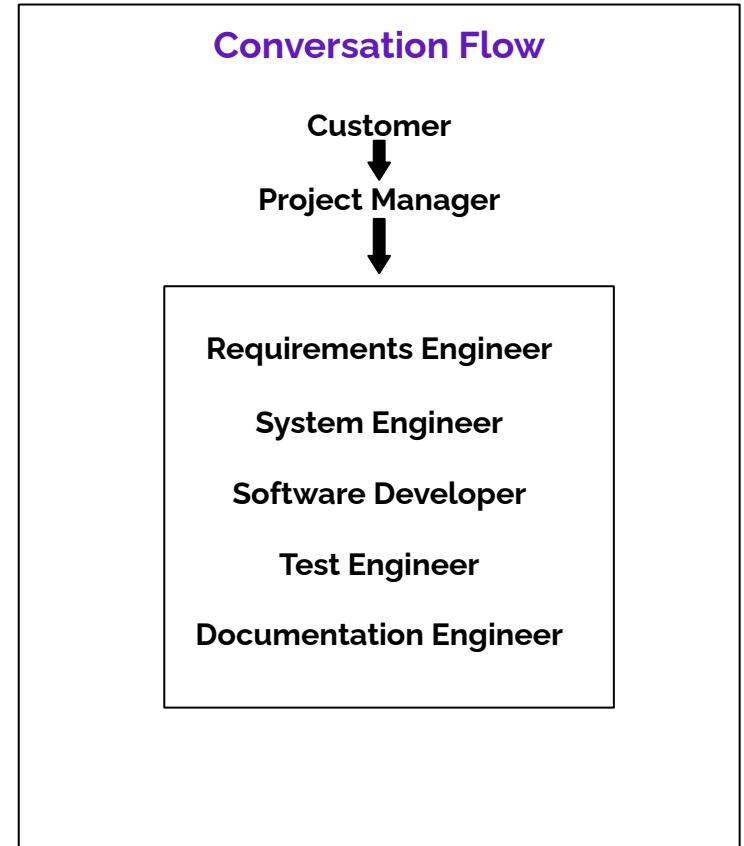 Conversation Flow
Customer
Project Manager
Requirements Engineer
System Engineer
Software Developer
Test Engineer
Documentation Engineer